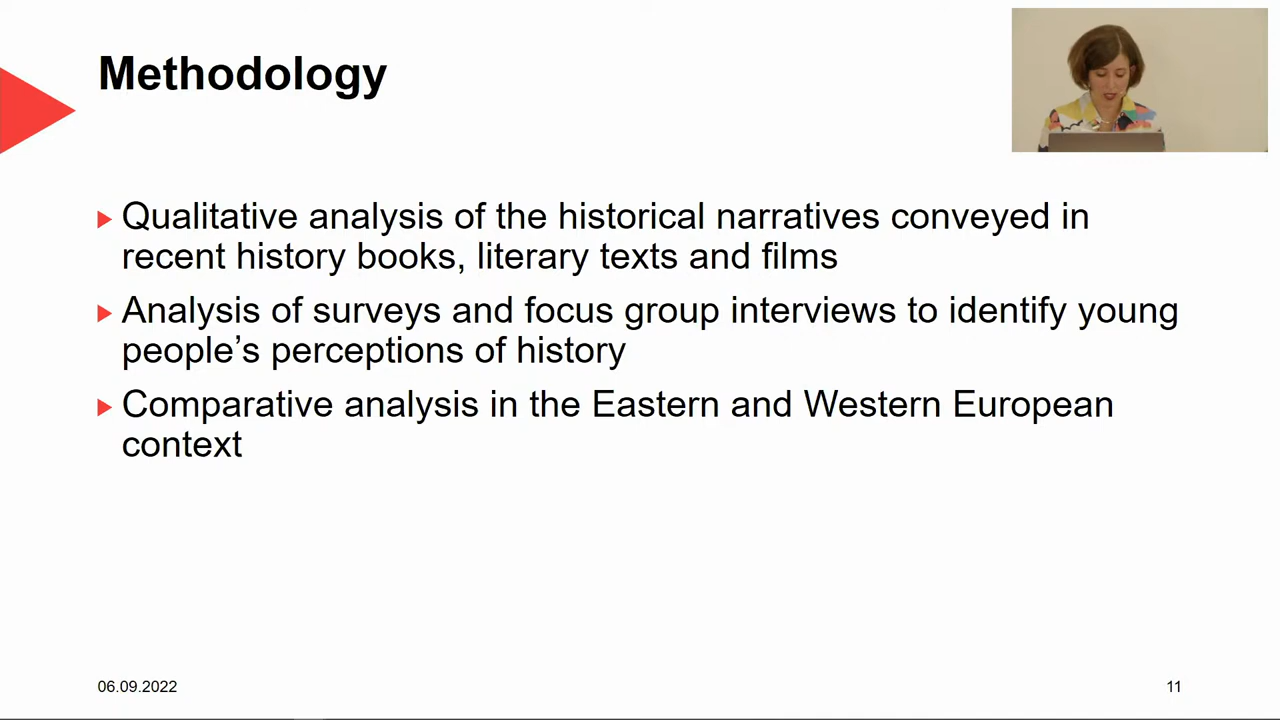 Methodology
Qualitative analysis of the historical narratives conveyed in
recent history books, literary texts and films
Analysis of surveys and focus group interviews to identify young
people’s perceptions of history
Comparative analysis in the Eastern and Western European
context
06.09.2022
11